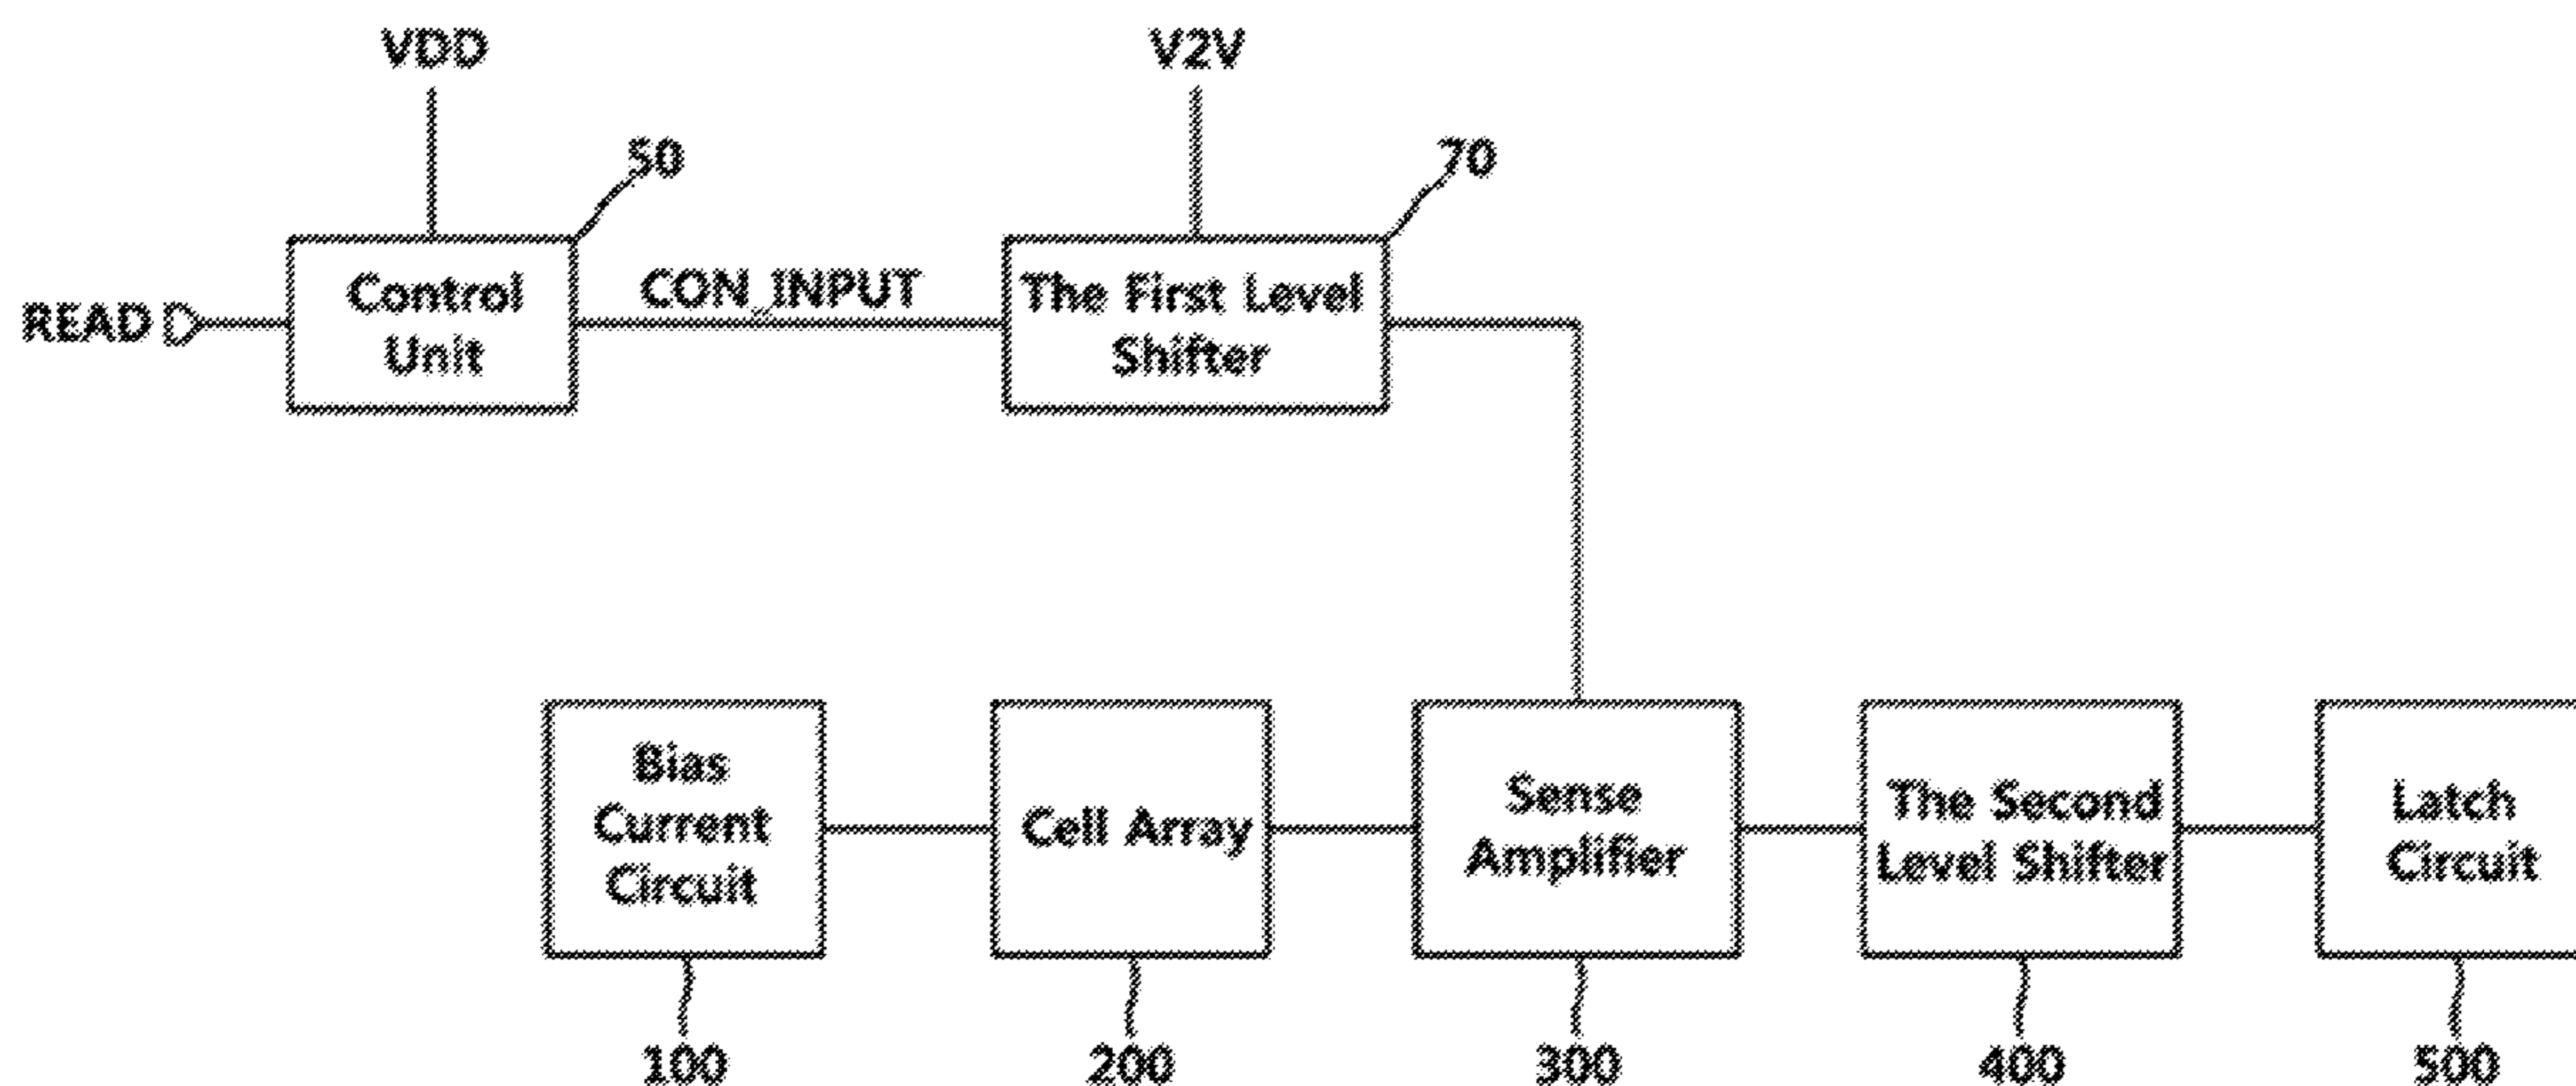 VDD
V2V
50
70
READ
Control
Unit
CON_INPUT
The First Level
Shifter
Bias
Current
Circuit
Cell Array
Sense
Amplifier
The Second
Level Shifter
Latch
Circuit
100
200
300
400
500